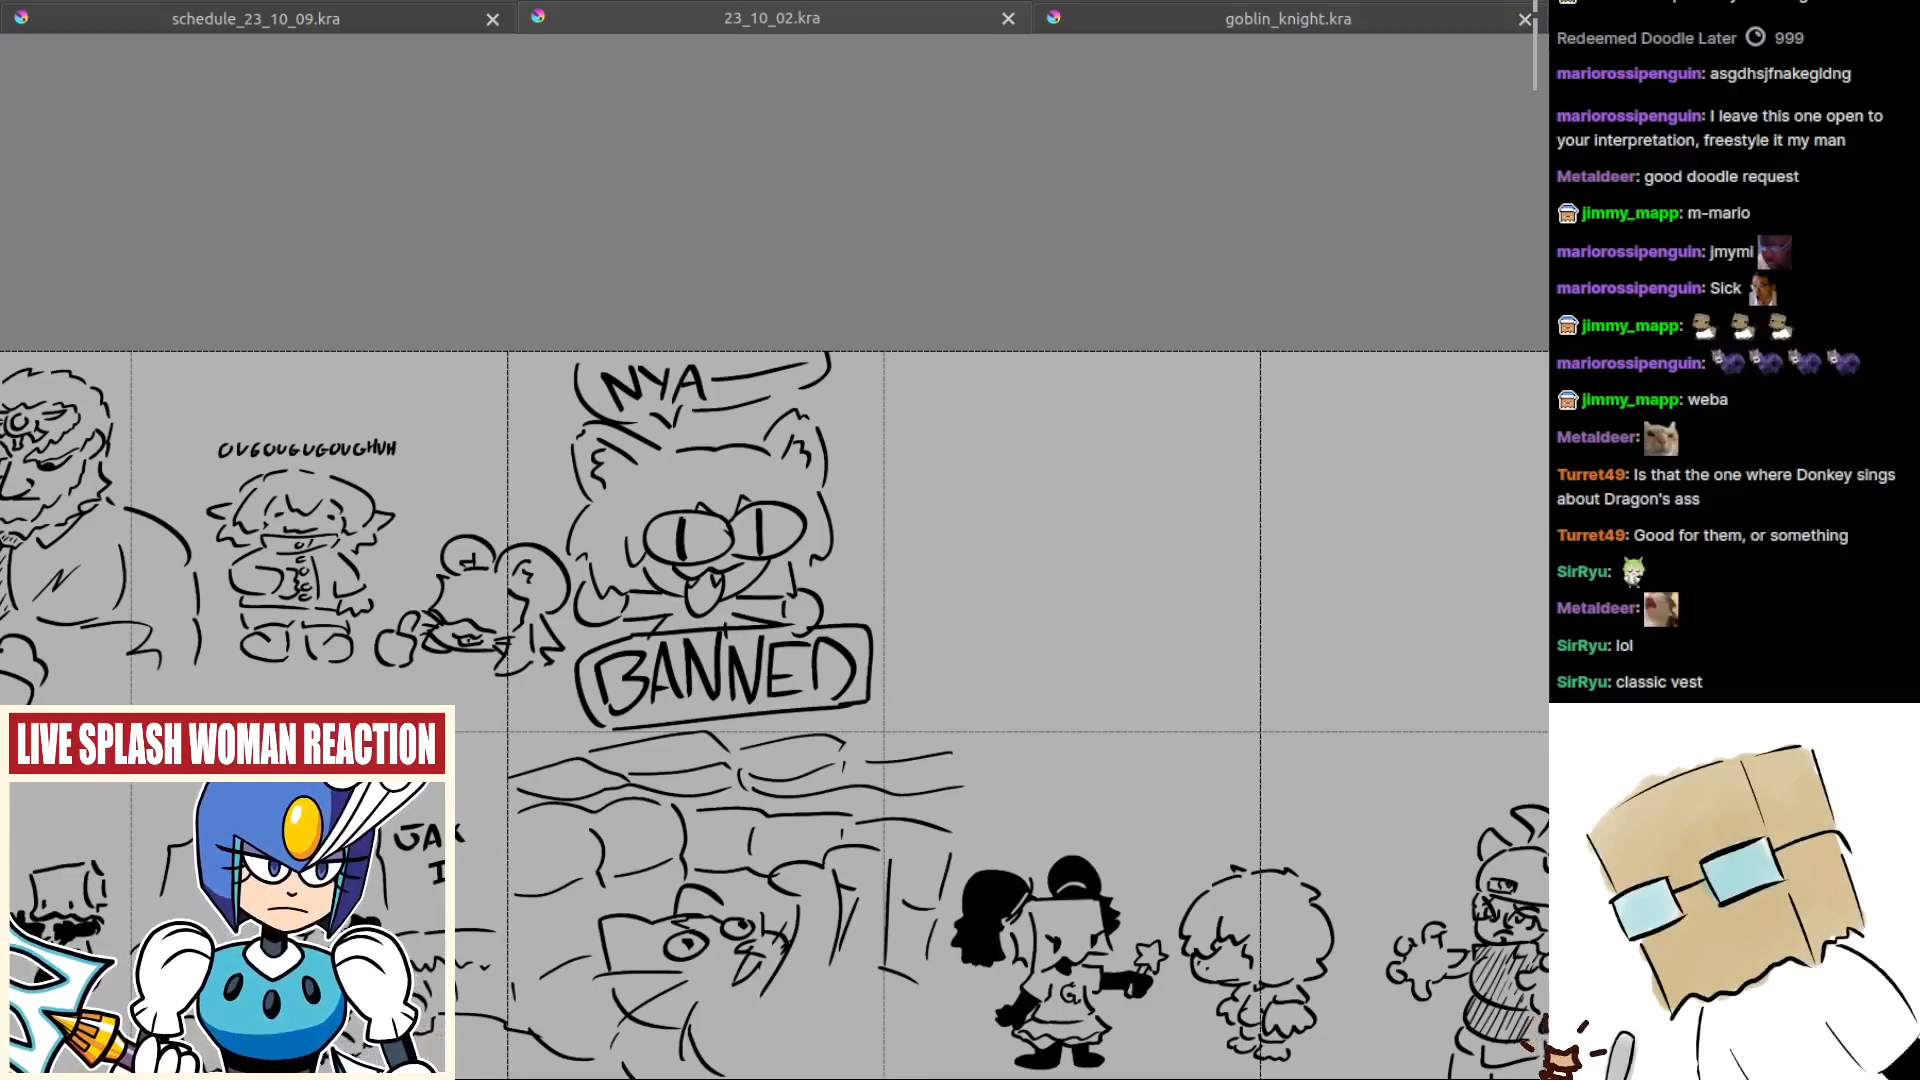 schedule_23_10_09.kra
23_10_02.kra
goblin_knight.kra
Redeemed Doodle Later 999
mariorossipenguin: asgdhsjfnakegldng
mariorossipenguin: I leave this one open to
your interpretation, freestyle it my man
Metaldeer: good doodle request
jimmy_mapp: m-mario
mariorossipenguin: jmymi
mariorossipenguin: Sick
jimmy_mapp:
mariorossipenguin:
jimmy_mapp: weba
Metaldeer:
Turret49: Is that the one where Donkey sings
about Dragon's ass
Turret49: Good for them, or something
SirRyu:
Metaldeer:
SirRyu: lol
SirRyu: classic vest
NYA
OUGOUGUGOUGHUH
BANNED
LIVE SPLASH WOMAN REACTION
JAK
I
G